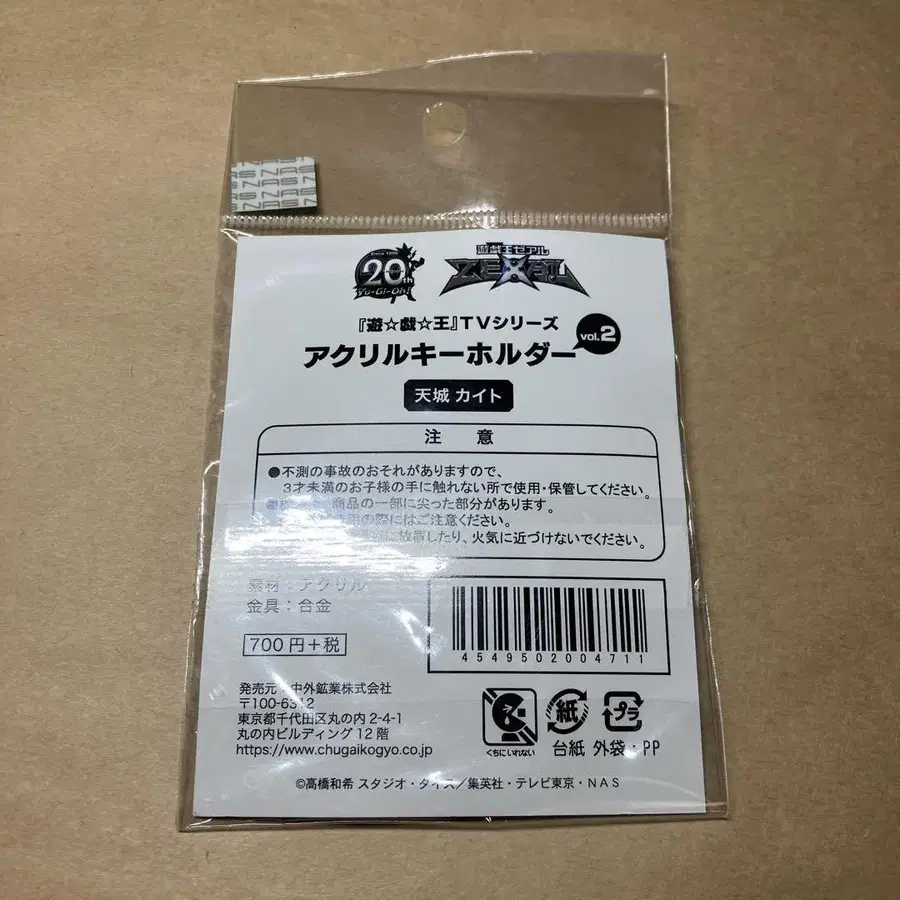 NAS NAS
Since 1996
20th
Yu-Gi-Oh!
遊戯王ゼアル
ZEXAL
『遊☆戯☆王』TVシリーズ
アクリルキーホルダー vol.2
天城 カイト
注 意
●不測の事故のおそれがありますので、
3才未満のお子様の手に触れない所で使用・保管してください。
商品の一部に尖った部分があります。
の際にはご注意ください。
に放置したり、火気に近づけないでください。
素材:アクリル
金具:合金
700円+税
4549502004711
発売元:中外鉱業株式会社
〒100-6312
東京都千代田区丸の内2-4-1
丸の内ビルディング12階
https://www.chugaikogyo.co.jp
くちにいれない
紙
プラ
台紙 外袋:PP
©高橋和希 スタジオ・ダイス/集英社・テレビ東京・NAS